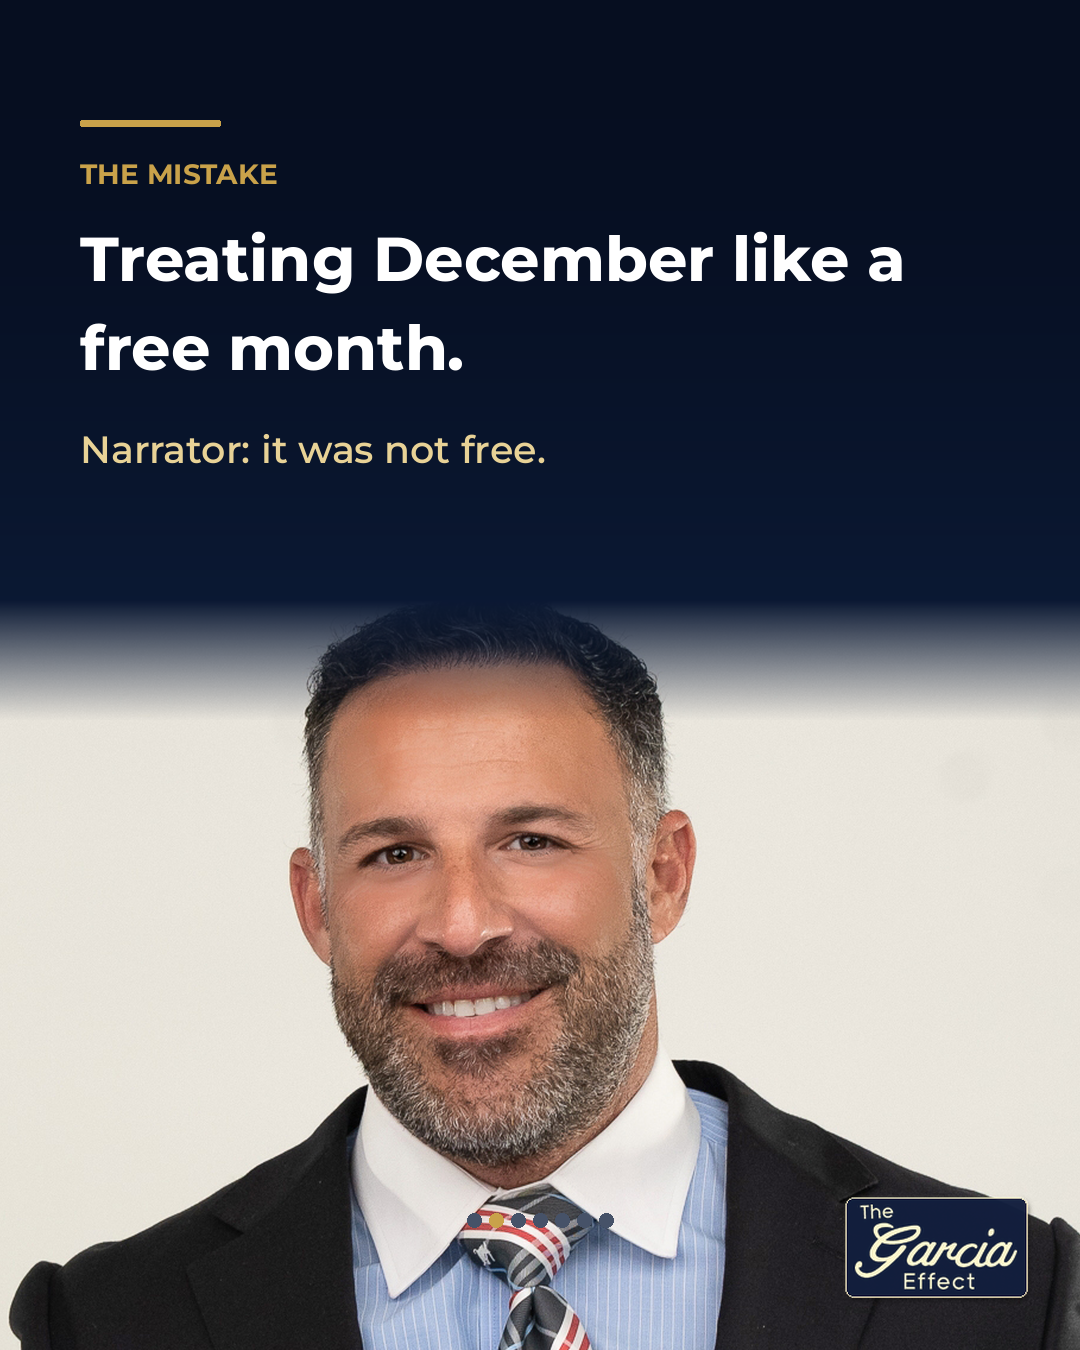 THE MISTAKE
Treating December like a
free month.
Narrator: it was not free.
The
Garcia
Effect